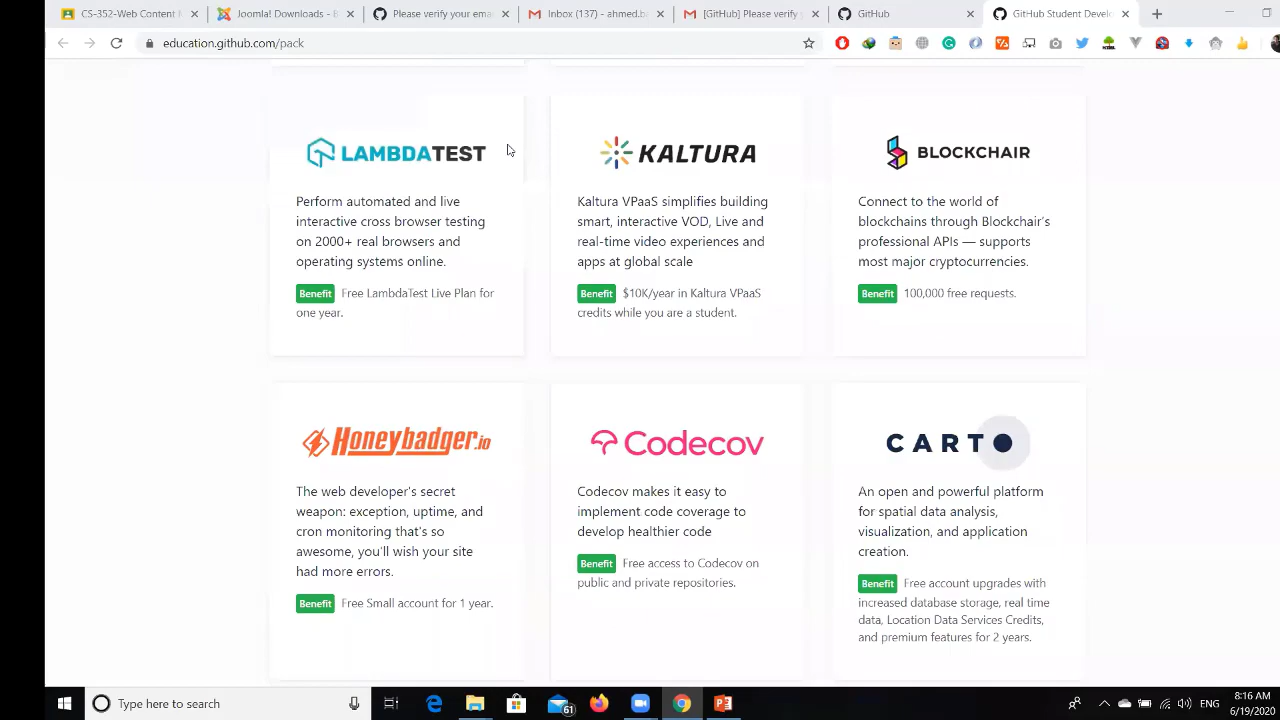 CS-352-Web Content
Joomla! Downloads - B
Please verify your ema
Inbox (137) - ahmed.b
[GitHub] Please verify
GitHub
GitHub Student Devel
education.github.com/pack
LAMBDATEST
Perform automated and live
interactive cross browser testing
on 2000+ real browsers and
operating systems online.
Benefit Free LambdaTest Live Plan for
one year.
KALTURA
Kaltura VPaaS simplifies building
smart, interactive VOD, Live and
real-time video experiences and
apps at global scale
Benefit $10K/year in Kaltura VPaaS
credits while you are a student.
BLOCKCHAIR
Connect to the world of
blockchains through Blockchair's
professional APIs — supports
most major cryptocurrencies.
Benefit 100,000 free requests.
Honeybadger.io
The web developer's secret
weapon: exception, uptime, and
cron monitoring that's so
awesome, you'll wish your site
had more errors.
Benefit Free Small account for 1 year.
Codecov
Codecov makes it easy to
implement code coverage to
develop healthier code
Benefit Free access to Codecov on
public and private repositories.
CARTO
An open and powerful platform
for spatial data analysis,
visualization, and application
creation.
Benefit Free account upgrades with
increased database storage, real time
data, Location Data Services Credits,
and premium features for 2 years.
Type here to search
61
ENG
8:16 AM
6/19/2020